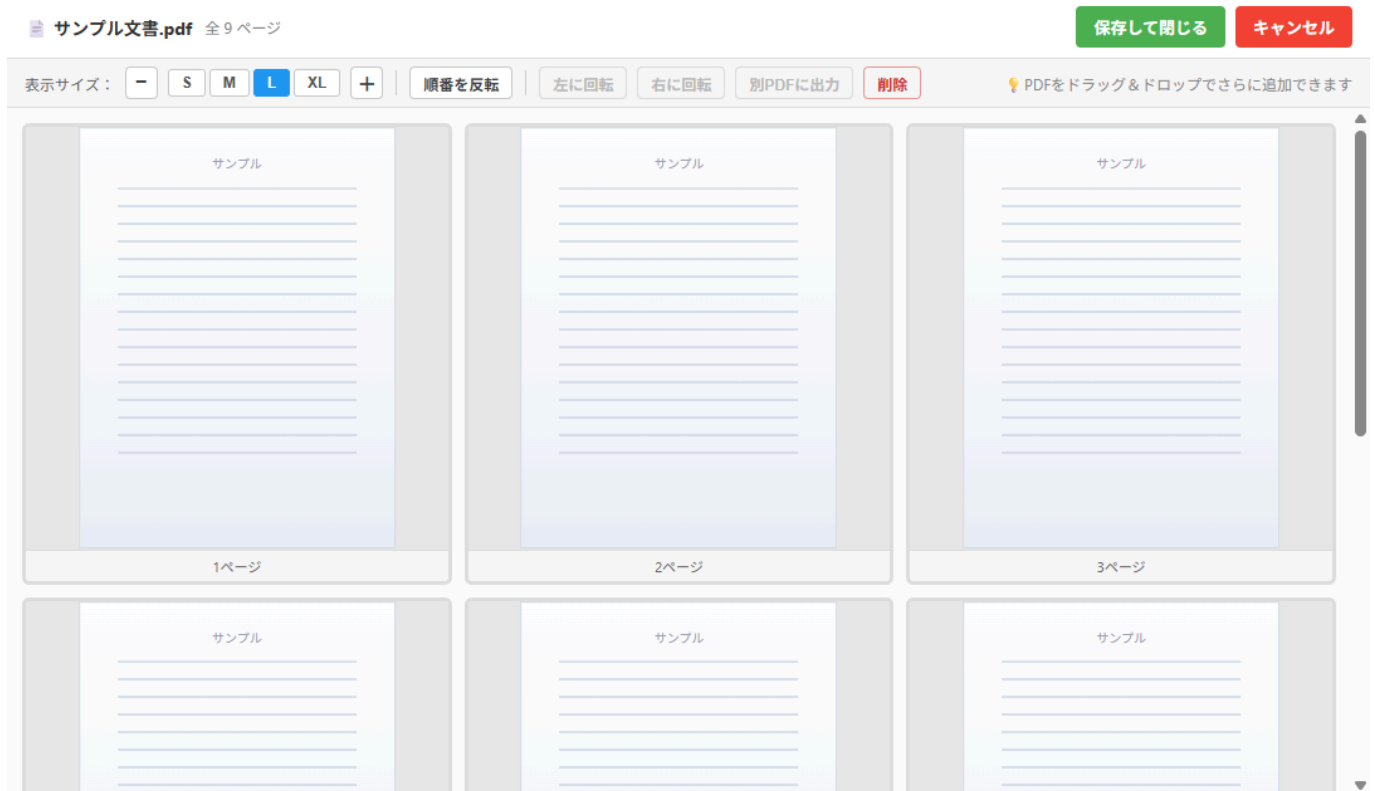 サンプル文書.pdf 全 9 ページ 保存して閉じる キャンセル
表示サイズ： − S M L XL + 順番を反転 左に回転 右に回転 別PDFに出力 削除 PDFをドラッグ＆ドロップでさらに追加できます
サンプル サンプル サンプル
1ページ 2ページ 3ページ
サンプル サンプル サンプル